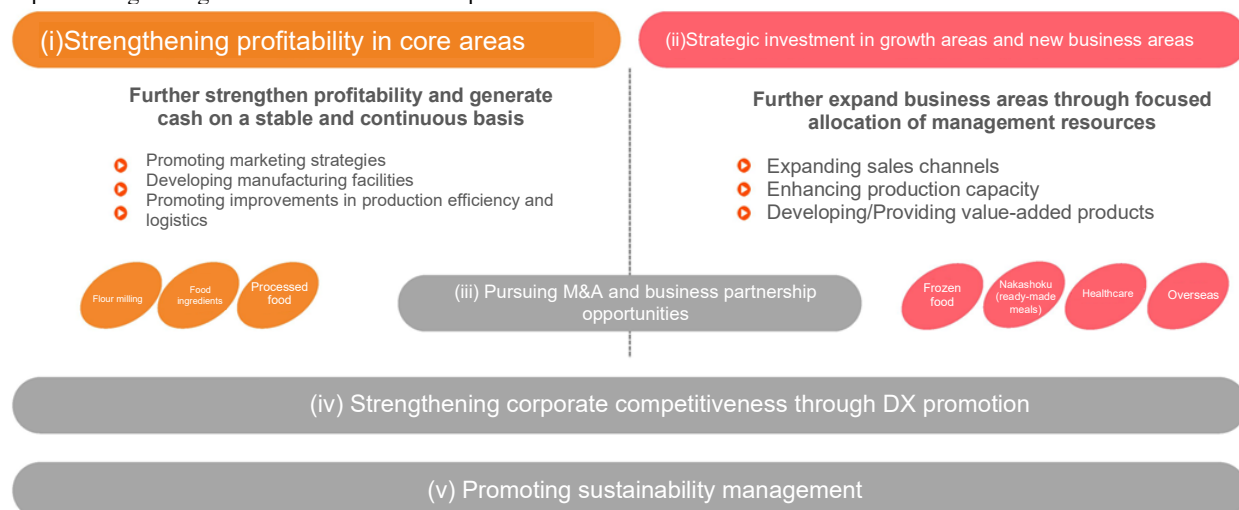 (i)Strengthening profitability in core areas
Further strengthen profitability and generate
cash on a stable and continuous basis
Promoting marketing strategies
Developing manufacturing facilities
Promoting improvements in production efficiency and
logistics
Flour milling
Food
ingredients
Processed
food
(ii)Strategic investment in growth areas and new business areas
Further expand business areas through focused
allocation of management resources
Expanding sales channels
Enhancing production capacity
Developing/Providing value-added products
Frozen
food
Nakashoku
(ready-made
meals)
Healthcare
Overseas
(iii) Pursuing M&A and business partnership
opportunities
(iv) Strengthening corporate competitiveness through DX promotion
(v) Promoting sustainability management